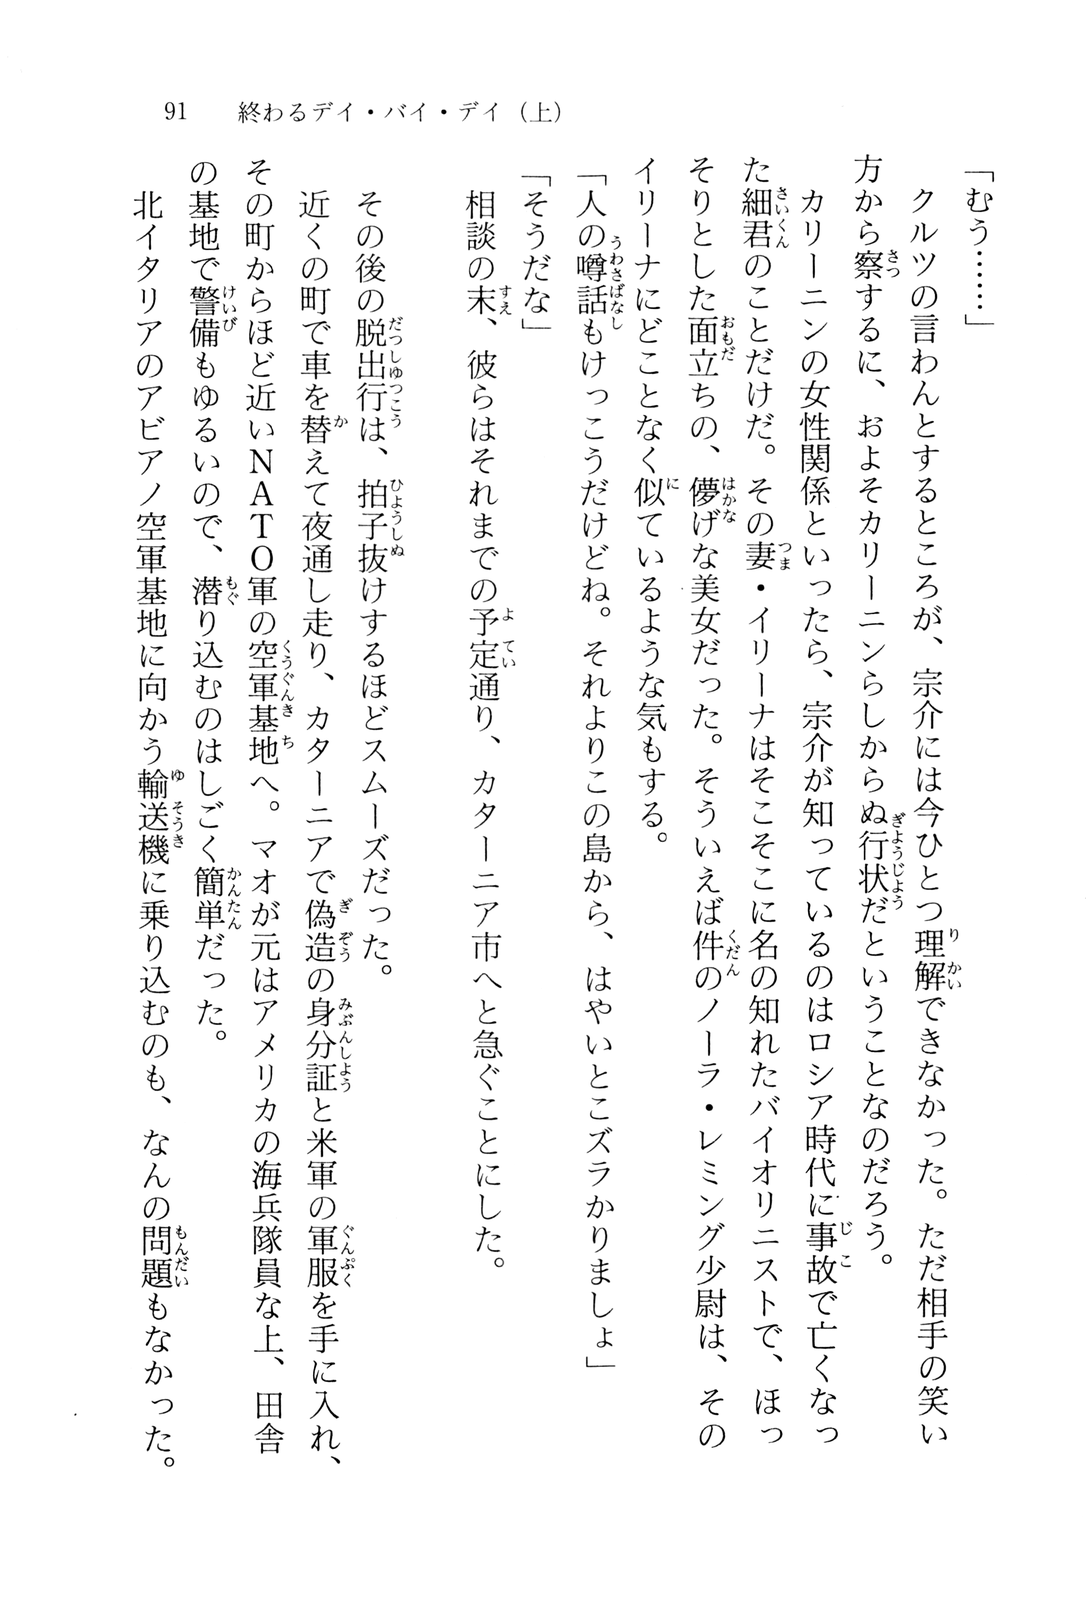 91　終わるデイ・バイ・デイ（上）
「むう……」
　クルツの言わんとするところが、宗介には今ひとつ理解できなかった。ただ相手の笑い
方から察するに、およそカリーニンらしからぬ行状だということなのだろう。
　カリーニンの女性関係といったら、宗介が知っているのはロシア時代に事故で亡くなっ
た細君のことだけだ。その妻・イリーナはそこそこに名の知れたバイオリニストで、ほっ
そりとした面立ちの、儚げな美女だった。そういえば件のノーラ・レミング少尉は、その
イリーナにどことなく似ているような気もする。
「人の噂話もけっこうだけどね。それよりこの島から、はやいとこズラかりましょ」
「そうだな」
　相談の末、彼らはそれまでの予定通り、カターニア市へと急ぐことにした。
　その後の脱出行は、拍子抜けするほどスムーズだった。
　近くの町で車を替えて夜通し走り、カターニアで偽造の身分証と米軍の軍服を手に入れ、
その町からほど近いNATO軍の空軍基地へ。マオが元はアメリカの海兵隊員な上、田舎
の基地で警備もゆるいので、潜り込むのはしごく簡単だった。
　北イタリアのアビアノ空軍基地に向かう輸送機に乗り込むのも、なんの問題もなかった。